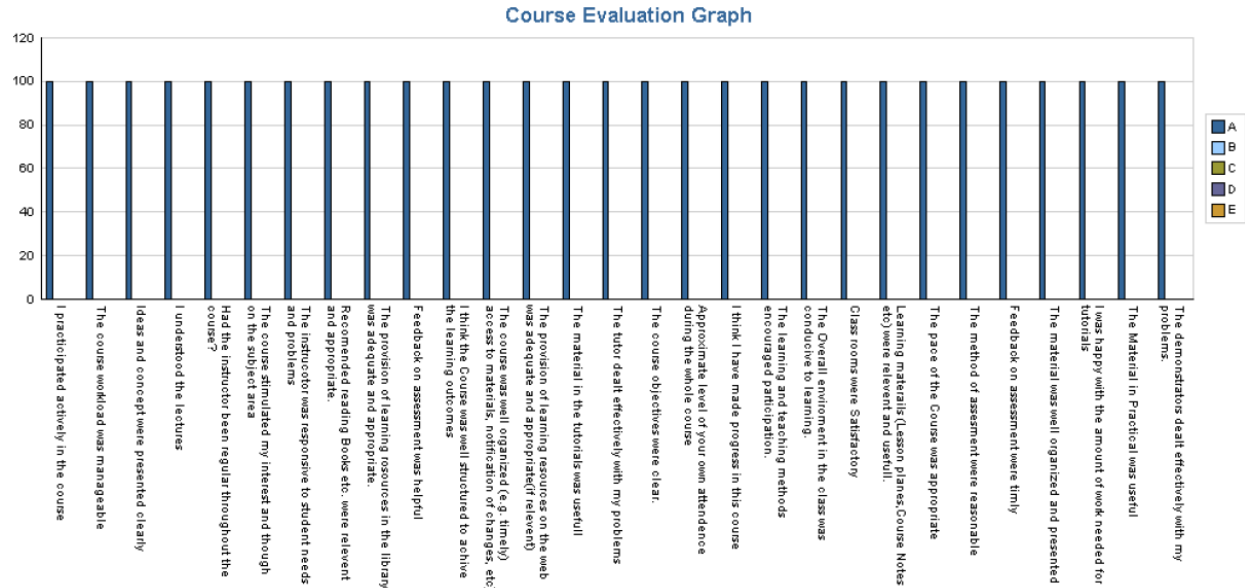 Course Evaluation Graph
120
100
80
60
40
20
0
A
B
C
D
E
I practicipated actively in the course
The course workload was manageable
Ideas and concept were presented clearly
I understood the lectures
Had the instructor been regular throughout the
course?
The course stimulated my interest and though
on the subject area
The instructor was responsive to student needs
and problems
Recomended reading Books etc. were relevent
and appropriate.
The provision of learning rosources in the library
was adequate and appropriate.
Feedback on assessment was helpful
I think the Course was well structured to achive
the learning outcomes
The course was well organized (e.g. timely)
access to materials, notification of changes, etc)
The provision of learning resources on the web
was adequate and appropriate(if relevent)
The material in the tutorials was usefull
The tutor dealt effectively with my problems
The course objectives were clear.
Approximate level of your own attendence
during the whole course
I think I have made progress in this course
The learning and teaching methods
encouraged participation.
The Overall enviroment in the class was
conducive to learning.
Class rooms were Satisfactory
Learning materails (Lesson planes,Course Notes
etc) were relevent and usefull.
The pace of the Course was appropriate
The method of assesment were reasonable
Feedback on assessment were timly
The material was well organized and presented
I was happy with the amount of work needed for
tutorials
The Material in Practical was useful
The demonstrators dealt effectively with my
problems.